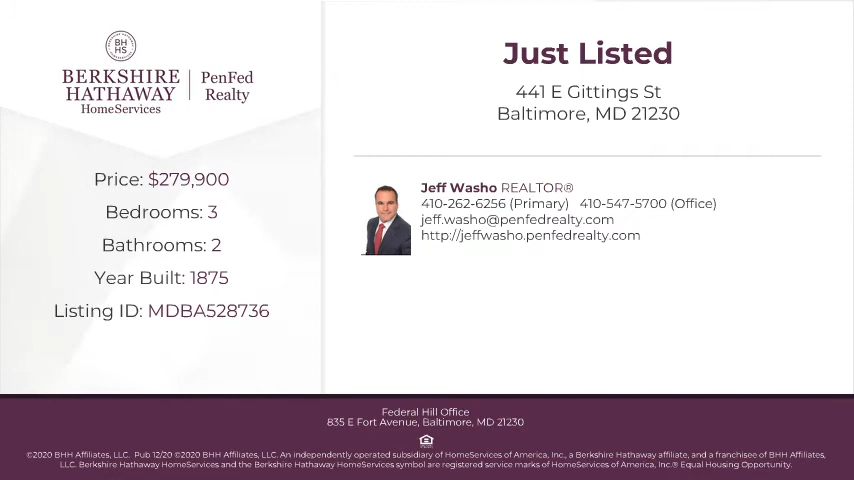 BH
HS
BERKSHIRE
HATHAWAY
HomeServices
PenFed
Realty
Price: $279,900
Bedrooms: 3
Bathrooms: 2
Year Built: 1875
Listing ID: MDBA528736
Just Listed
441 E Gittings St
Baltimore, MD 21230
Jeff Washo REALTOR®
410-262-6256 (Primary) 410-547-5700 (Office)
jeff.washo@penfedrealty.com
http://jeffwasho.penfedrealty.com
Federal Hill Office
835 E Fort Avenue, Baltimore, MD 21230
©2020 BHH Affiliates, LLC. Pub 12/20 ©2020 BHH Affiliates, LLC. An independently operated subsidiary of HomeServices of America, Inc., a Berkshire Hathaway affiliate, and a franchisee of BHH Affiliates,
LLC. Berkshire Hathaway HomeServices and the Berkshire Hathaway HomeServices symbol are registered service marks of HomeServices of America, Inc.® Equal Housing Opportunity.